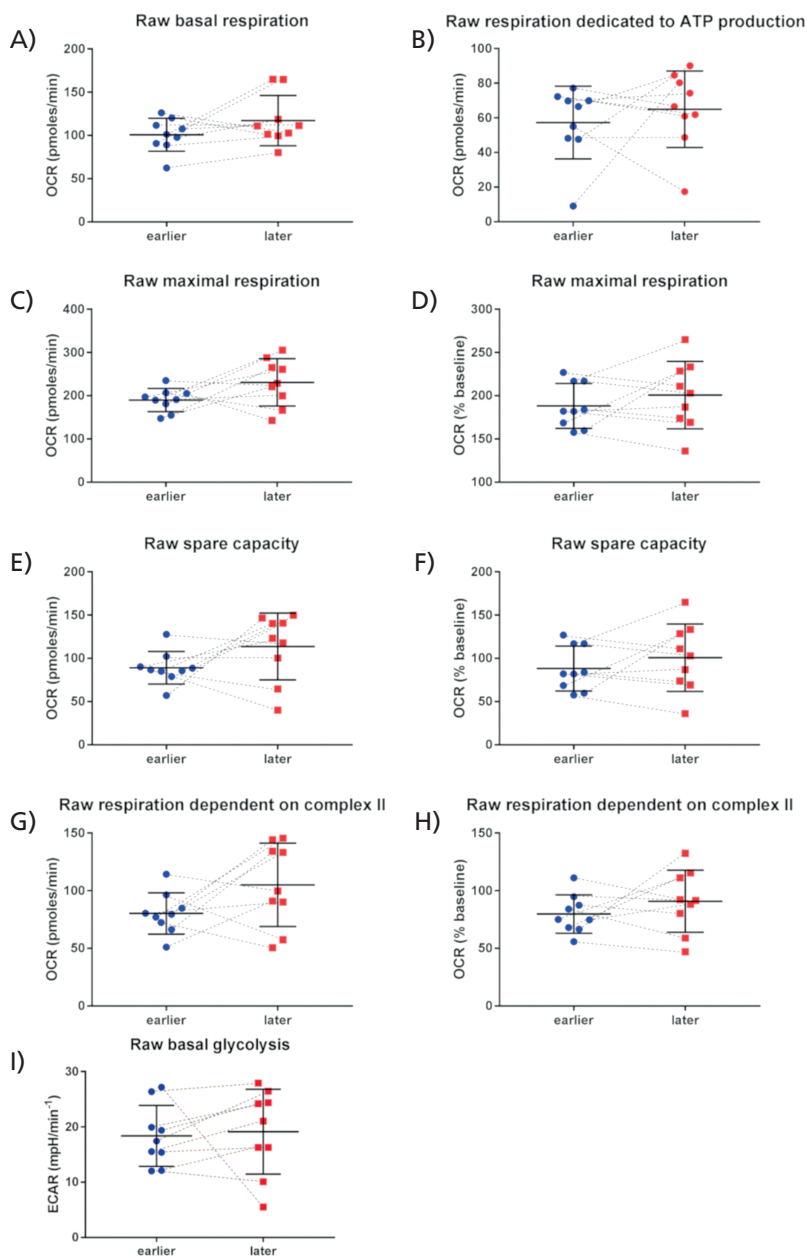 A)
Raw basal respiration
OCR (pmoles/min)
200
150
100
50
0
earlier later
B)
Raw respiration dedicated to ATP production
OCR (pmoles/min)
100
80
60
40
20
0
earlier later
C)
Raw maximal respiration
OCR (pmoles/min)
400
300
200
100
0
earlier later
D)
Raw maximal respiration
OCR (% baseline)
300
250
200
150
100
earlier later
E)
Raw spare capacity
OCR (pmoles/min)
200
150
100
50
0
earlier later
F)
Raw spare capacity
OCR (% baseline)
200
150
100
50
0
earlier later
G)
Raw respiration dependent on complex II
OCR (pmoles/min)
150
100
50
0
earlier later
H)
Raw respiration dependent on complex II
OCR (% baseline)
150
100
50
0
earlier later
I)
Raw basal glycolysis
ECAR (mpH/min⁻¹)
30
20
10
0
earlier later